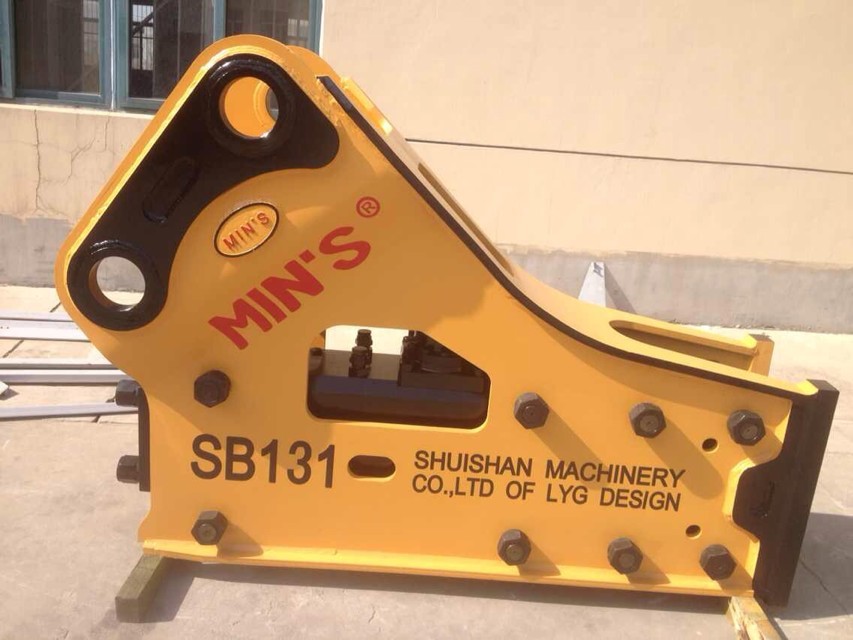 MIN'S
MIN'S®
SB131
SHUISHAN MACHINERY
CO.,LTD OF LYG DESIGN